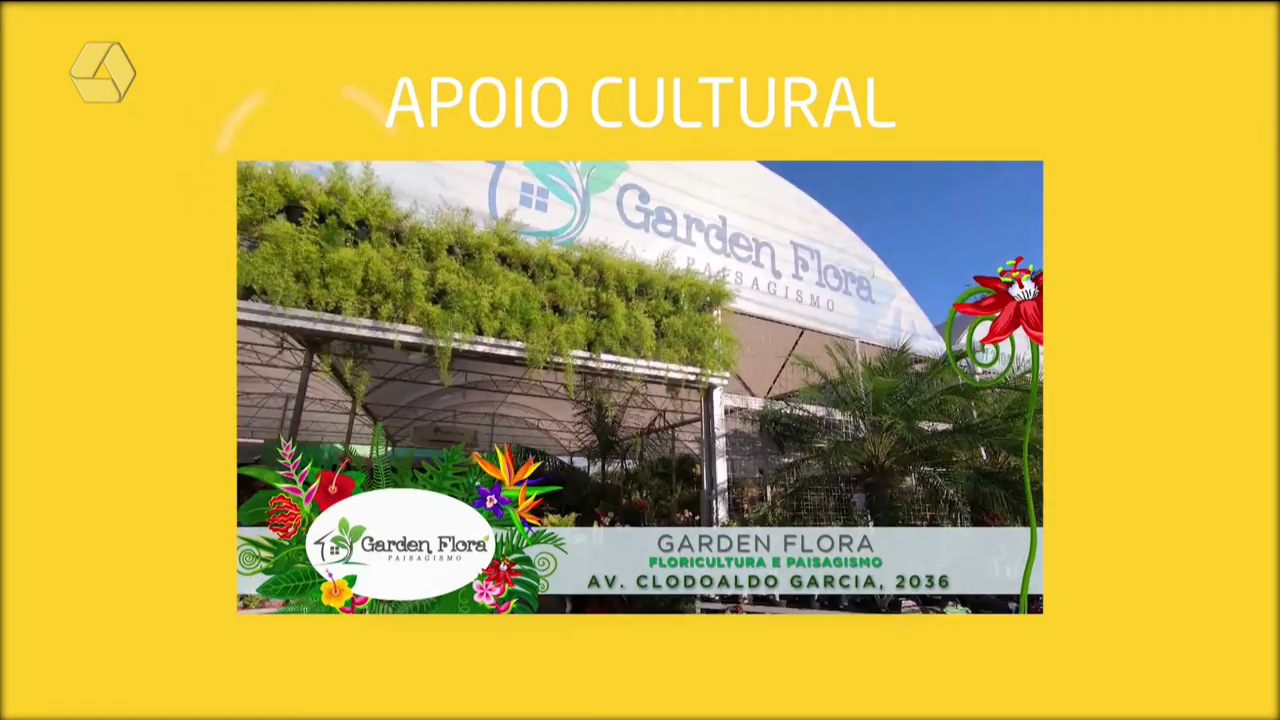 APOIO CULTURAL
Garden Flora
PAISAGISMO
Garden Flora
PAISAGISMO
GARDEN FLORA
FLORICULTURA E PAISAGISMO
AV. CLODOALDO GARCIA, 2036